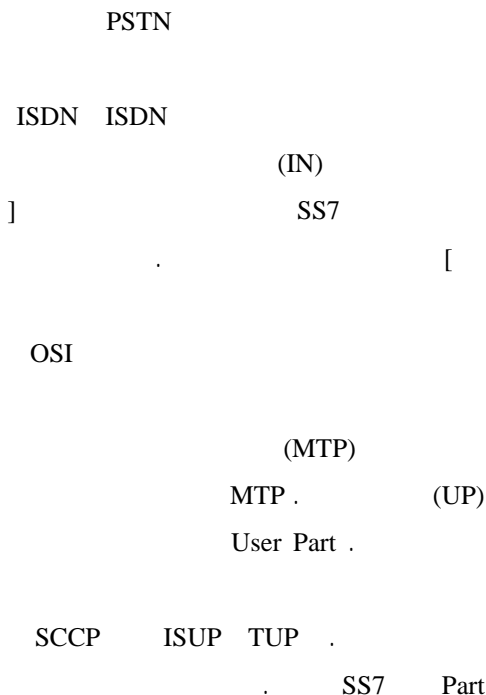 PSTN
ISDN ISDN
(IN)
] SS7
. [
OSI
(MTP)
MTP . (UP)
User Part .
SCCP ISUP TUP .
. SS7 Part